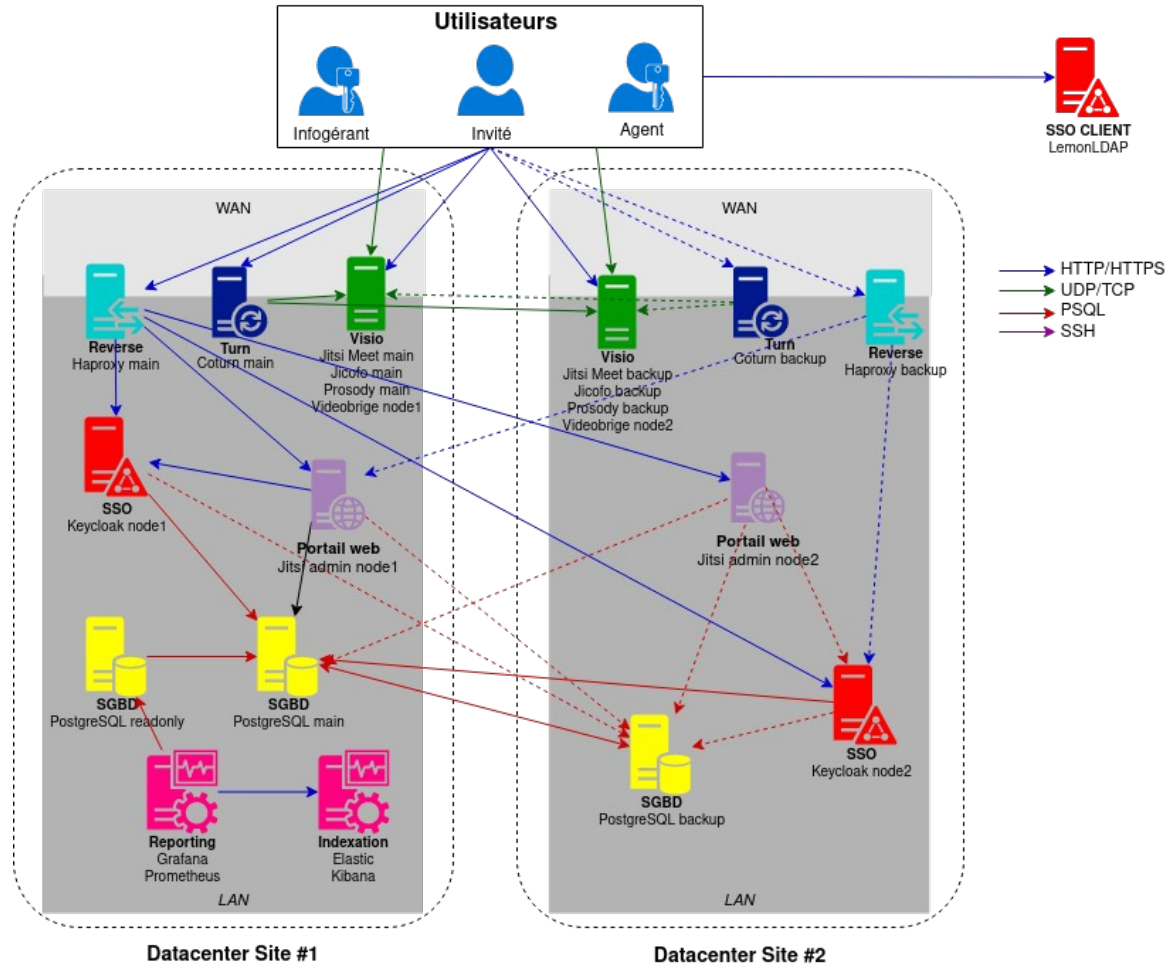 Utilisateurs
Infogérant
Invité
Agent
SSO CLIENT
LemonLDAP
WAN
WAN
HTTP/HTTPS
UDP/TCP
PSQL
SSH
Reverse
Haproxy main
Turn
Coturn main
Visio
Jitsi Meet main
Jicofo main
Prosody main
Videobrige node1
Visio
Jitsi Meet backup
Jicofo backup
Prosody backup
Videobrige node2
Turn
Coturn backup
Reverse
Haproxy backup
SSO
Keycloak node1
Portail web
Jitsi admin node1
Portail web
Jitsi admin node2
SGBD
PostgreSQL readonly
SGBD
PostgreSQL main
SSO
Keycloak node2
SGBD
PostgreSQL backup
Reporting
Grafana
Prometheus
Indexation
Elastic
Kibana
LAN
LAN
Datacenter Site #1
Datacenter Site #2